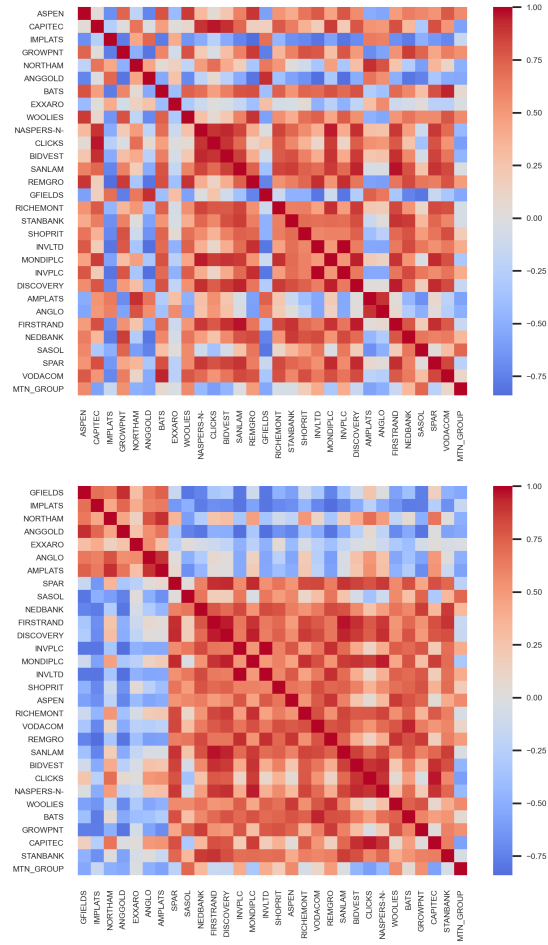 ASPEN
CAPITEC
IMPLATS
GROWPNT
NORTHAM
ANGGOLD
BATS
EXXARO
WOOLIES
NASPERS-N-
CLICKS
BIDVEST
SANLAM
REMGRO
GFIELDS
RICHEMONT
STANBANK
SHOPRIT
INVLTD
MONDIPLC
INVPLC
DISCOVERY
AMPLATS
ANGLO
FIRSTRAND
NEDBANK
SASOL
SPAR
VODACOM
MTN_GROUP
ASPEN CAPITEC IMPLATS GROWPNT NORTHAM ANGGOLD BATS EXXARO WOOLIES NASPERS-N- CLICKS BIDVEST SANLAM REMGRO GFIELDS RICHEMONT STANBANK SHOPRIT INVLTD MONDIPLC INVPLC DISCOVERY AMPLATS ANGLO FIRSTRAND NEDBANK SASOL SPAR VODACOM MTN_GROUP
1.00
0.75
0.50
0.25
0.00
-0.25
-0.50
-0.75
GFIELDS
IMPLATS
NORTHAM
ANGGOLD
EXXARO
ANGLO
AMPLATS
SPAR
SASOL
NEDBANK
FIRSTRAND
DISCOVERY
INVPLC
MONDIPLC
INVLTD
SHOPRIT
ASPEN
RICHEMONT
VODACOM
REMGRO
SANLAM
BIDVEST
CLICKS
NASPERS-N-
WOOLIES
BATS
GROWPNT
CAPITEC
STANBANK
MTN_GROUP
GFIELDS IMPLATS NORTHAM ANGGOLD EXXARO ANGLO AMPLATS SPAR SASOL NEDBANK FIRSTRAND DISCOVERY INVPLC MONDIPLC INVLTD SHOPRIT ASPEN RICHEMONT VODACOM REMGRO SANLAM BIDVEST CLICKS NASPERS-N- WOOLIES BATS GROWPNT CAPITEC STANBANK MTN_GROUP
1.00
0.75
0.50
0.25
0.00
-0.25
-0.50
-0.75